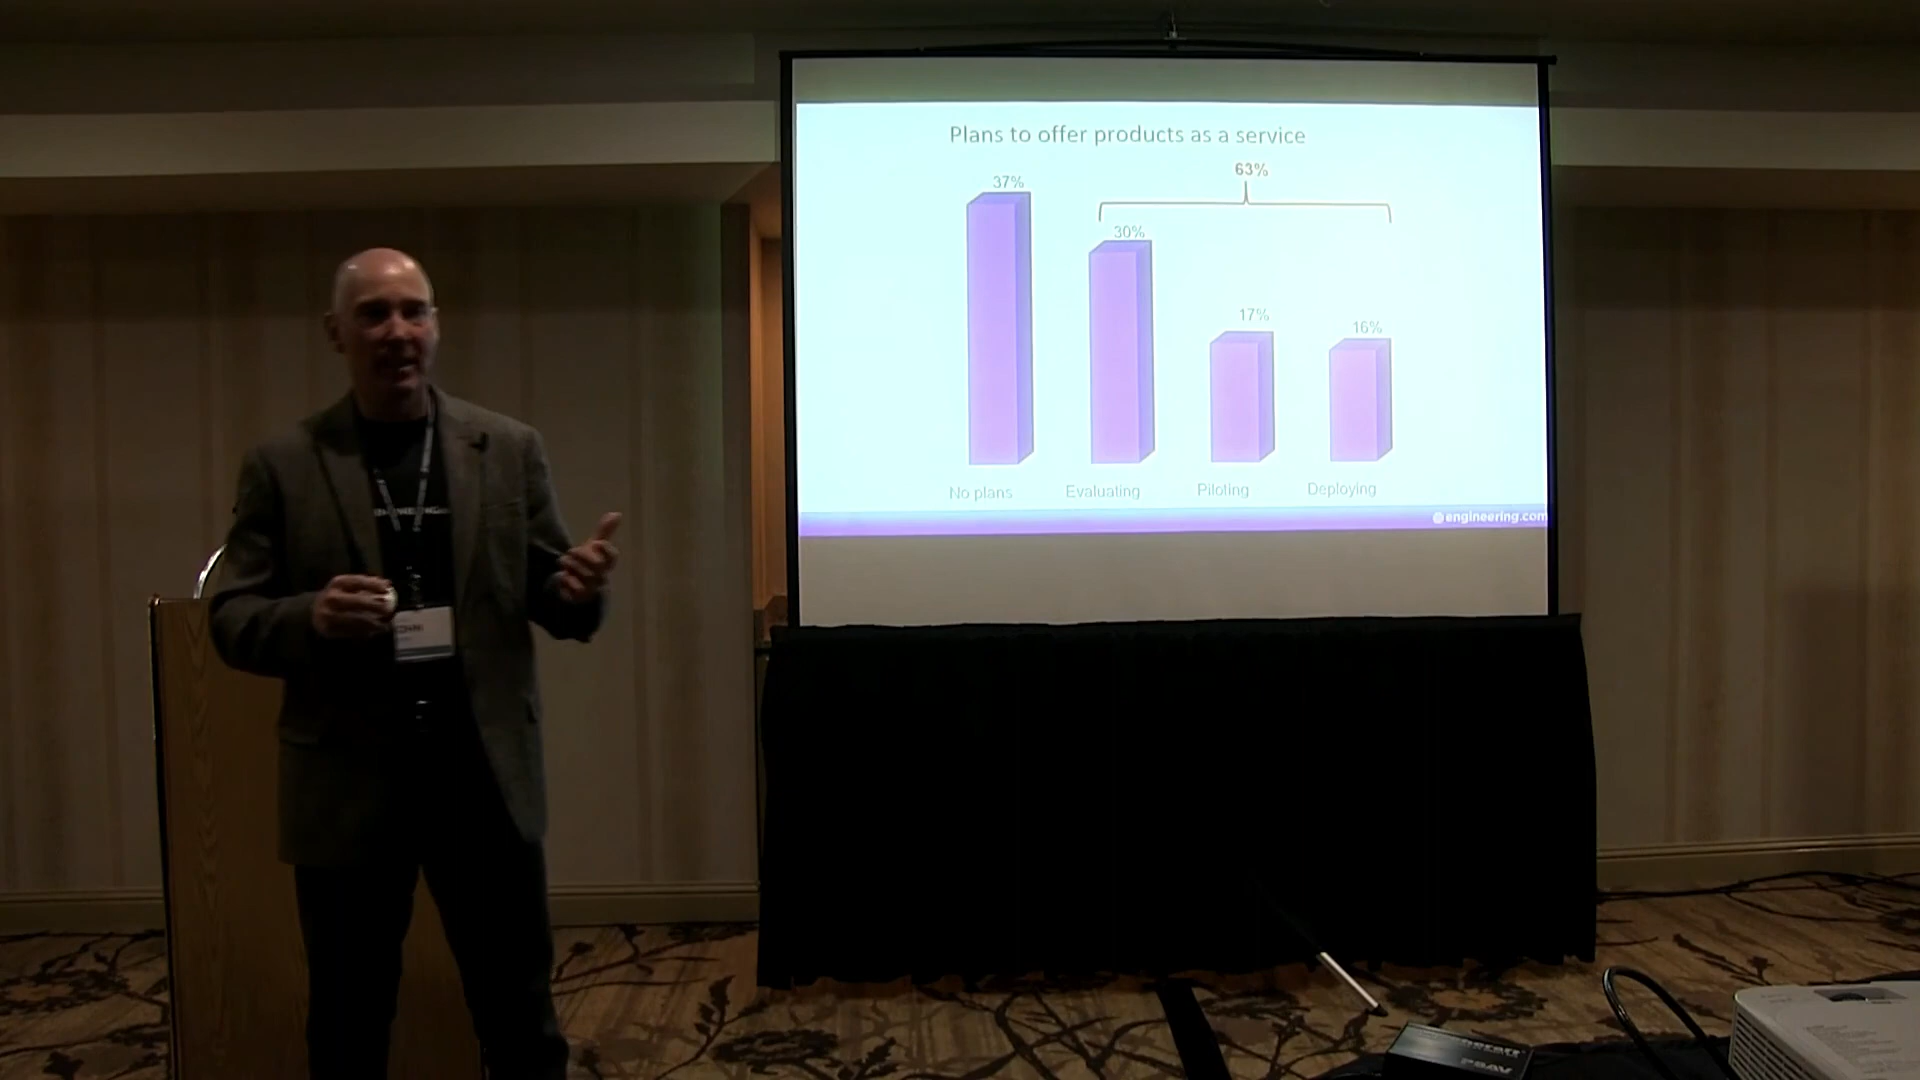 Plans to offer products as a service
63%
37%
30%
17%
16%
No plans
Evaluating
Piloting
Deploying
engineering.com